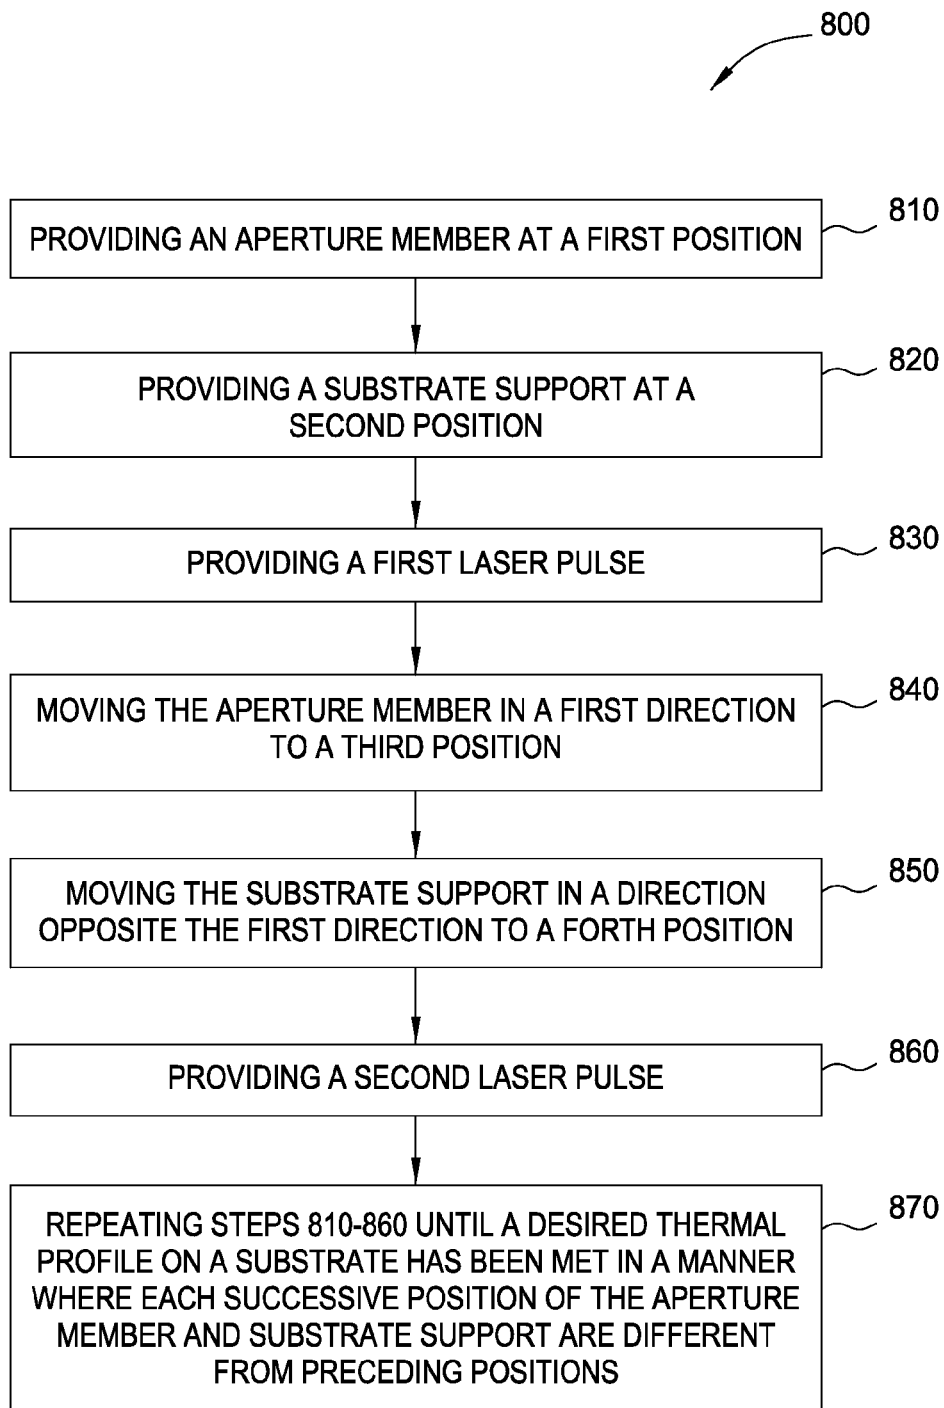 800
PROVIDING AN APERTURE MEMBER AT A FIRST POSITION
810
PROVIDING A SUBSTRATE SUPPORT AT A
SECOND POSITION
820
PROVIDING A FIRST LASER PULSE
830
MOVING THE APERTURE MEMBER IN A FIRST DIRECTION
TO A THIRD POSITION
840
MOVING THE SUBSTRATE SUPPORT IN A DIRECTION
OPPOSITE THE FIRST DIRECTION TO A FORTH POSITION
850
PROVIDING A SECOND LASER PULSE
860
REPEATING STEPS 810-860 UNTIL A DESIRED THERMAL
PROFILE ON A SUBSTRATE HAS BEEN MET IN A MANNER
WHERE EACH SUCCESSIVE POSITION OF THE APERTURE
MEMBER AND SUBSTRATE SUPPORT ARE DIFFERENT
FROM PRECEDING POSITIONS
870